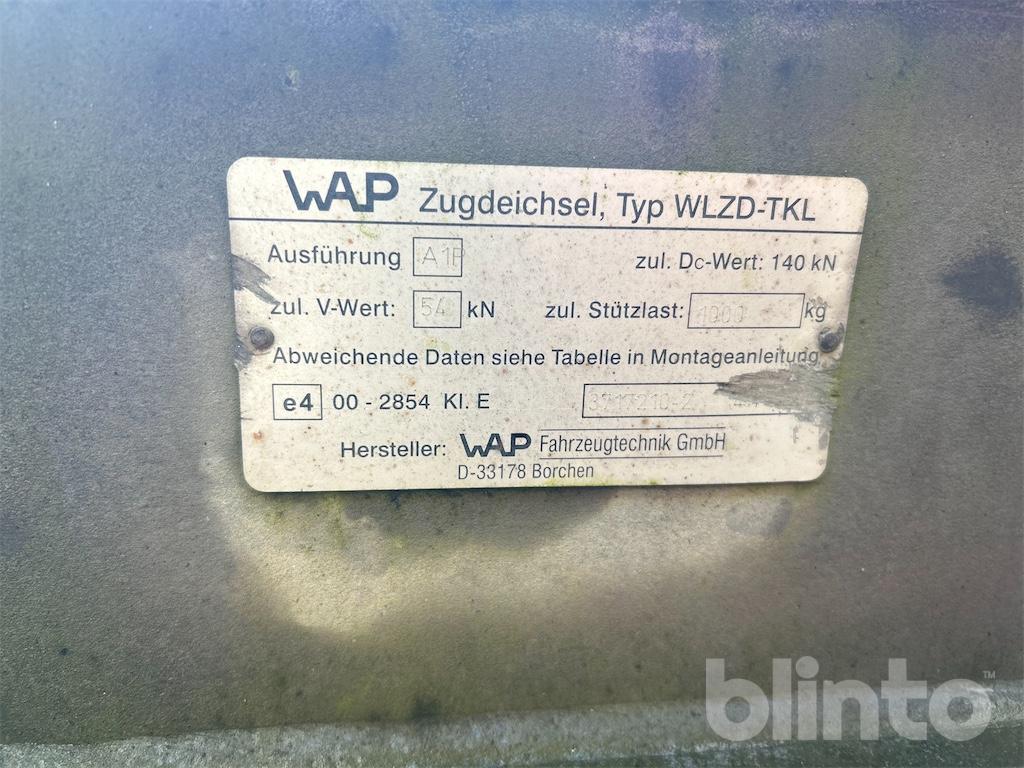 WAP Zugdeichsel, Typ WLZD-TKL
Ausführung A1P zul. Dc-Wert: 140 kN
zul. V-Wert: 54 kN zul. Stützlast: 1000 kg
Abweichende Daten siehe Tabelle in Montageanleitung
e4 00 - 2854 Kl. E
Hersteller: WAP Fahrzeugtechnik GmbH
D-33178 Borchen
blinto™